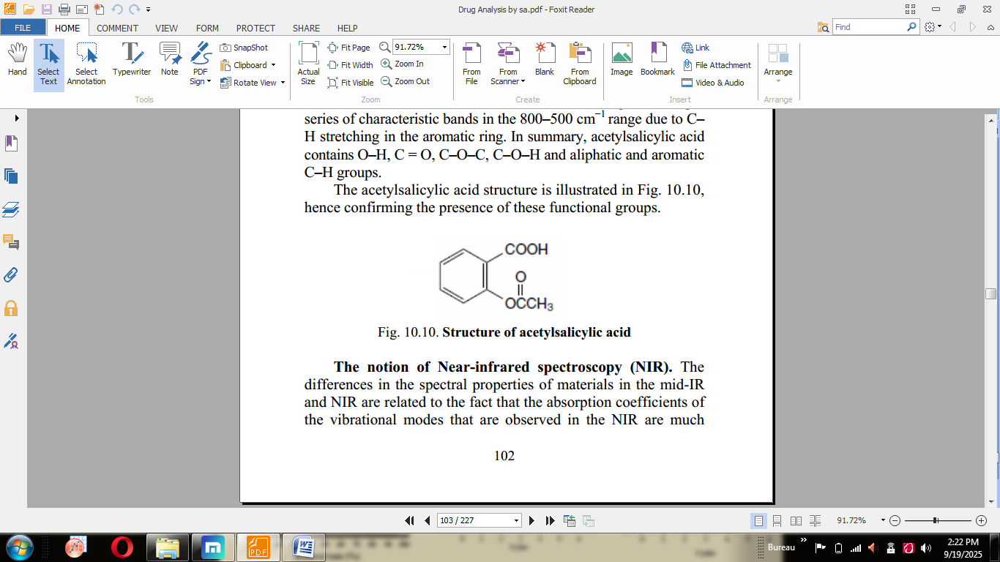 Drug Analysis by sa.pdf - Foxit Reader
FILE HOME COMMENT VIEW FORM PROTECT SHARE HELP Find
Hand
Select Text
Select Annotation
Typewriter
Note
PDF Sign
SnapShot
Clipboard
Rotate View
Tools
Actual Size
Fit Page
Fit Width
Fit Visible
91.72%
Zoom In
Zoom Out
Zoom
From File
From Scanner
Blank
From Clipboard
Create
Image
Bookmark
Link
File Attachment
Video & Audio
Insert
Arrange
Arrange
series of characteristic bands in the 800–500 cm⁻¹ range due to C–
H stretching in the aromatic ring. In summary, acetylsalicylic acid
contains O–H, C = O, C–O–C, C–O–H and aliphatic and aromatic
C–H groups.
The acetylsalicylic acid structure is illustrated in Fig. 10.10,
hence confirming the presence of these functional groups.
COOH
O
OCCH₃
Fig. 10.10. Structure of acetylsalicylic acid
The notion of Near-infrared spectroscopy (NIR). The
differences in the spectral properties of materials in the mid-IR
and NIR are related to the fact that the absorption coefficients of
the vibrational modes that are observed in the NIR are much
102
103 / 227
91.72%
PDF
Bureau
2:22 PM
9/19/2025